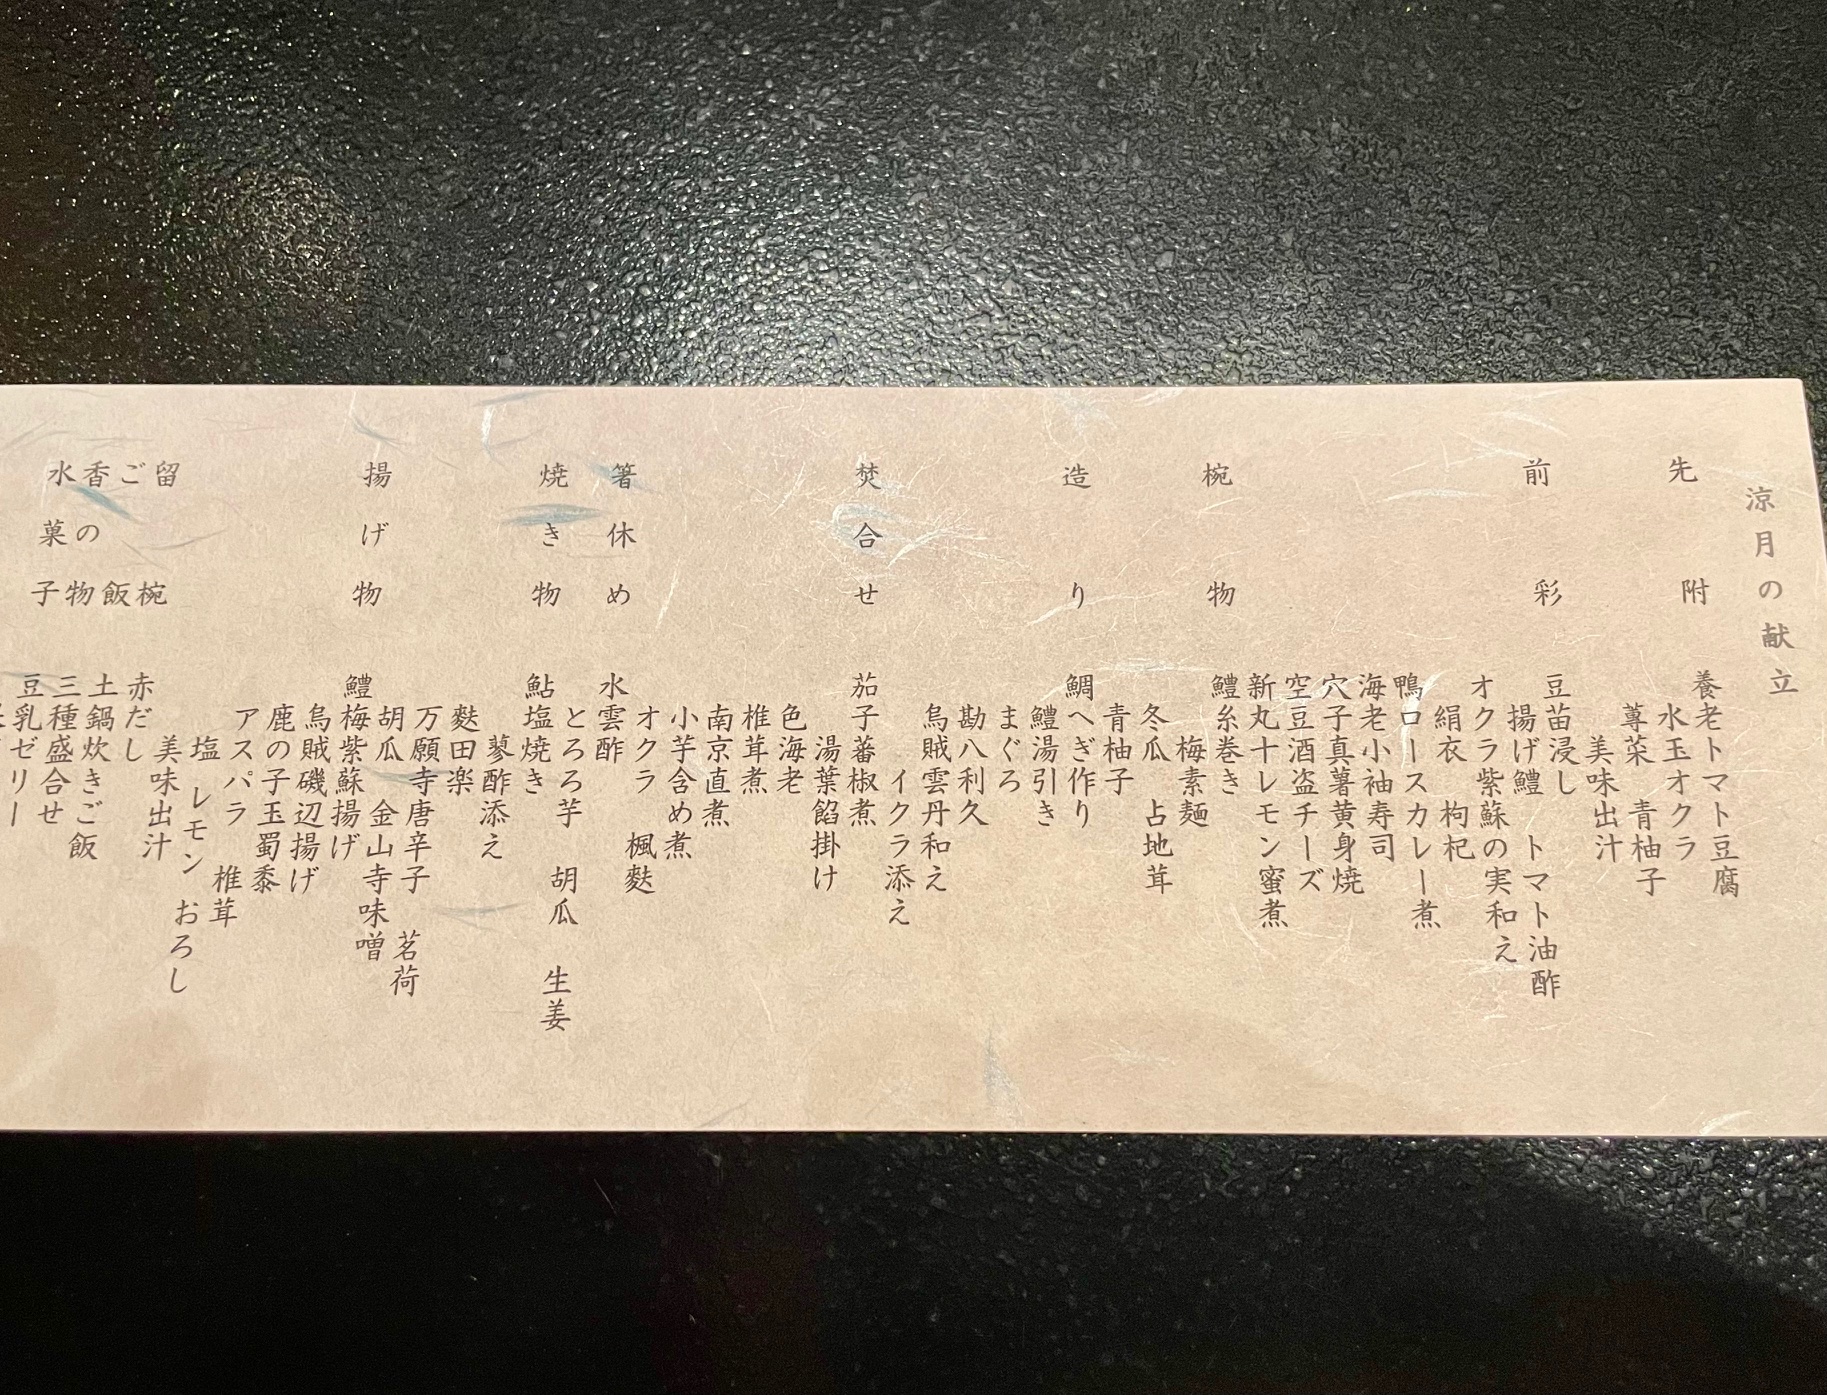 涼月の献立
先附
養老トマト豆腐
水玉オクラ
蓴菜 青柚子
美味出汁
前彩
豆苗浸し
揚げ鱧 トマト油酢
オクラ紫蘇の実和え
絹衣 枸杞
鴨ロースカレー煮
海老小袖寿司
穴子真薯黄身焼
空豆酒盗チーズ
新丸十レモン蜜煮
椀物
鱧糸巻き
梅素麺
冬瓜 占地茸
青柚子
造り
鯛へぎ作り
鱧湯引き
まぐろ
勘八利久
烏賊雲丹和え
イクラ添え
焚合せ
茄子蕃椒煮
湯葉餡掛け
色海老
椎茸煮
南京直煮
小芋含め煮
オクラ 楓麩
箸休め
水雲酢
とろろ芋 胡瓜 生姜
焼き物
鮎塩焼き
蓼酢添え
麩田楽
万願寺唐辛子 茗荷
胡瓜 金山寺味噌
揚げ物
鱧梅紫蘇揚げ
烏賊磯辺揚げ
鹿の子玉蜀黍
アスパラ 椎茸
塩 レモン おろし
美味出汁
留椀
赤だし
ご飯
土鍋炊きご飯
香の物
三種盛合せ
水菓子
豆乳ゼリー